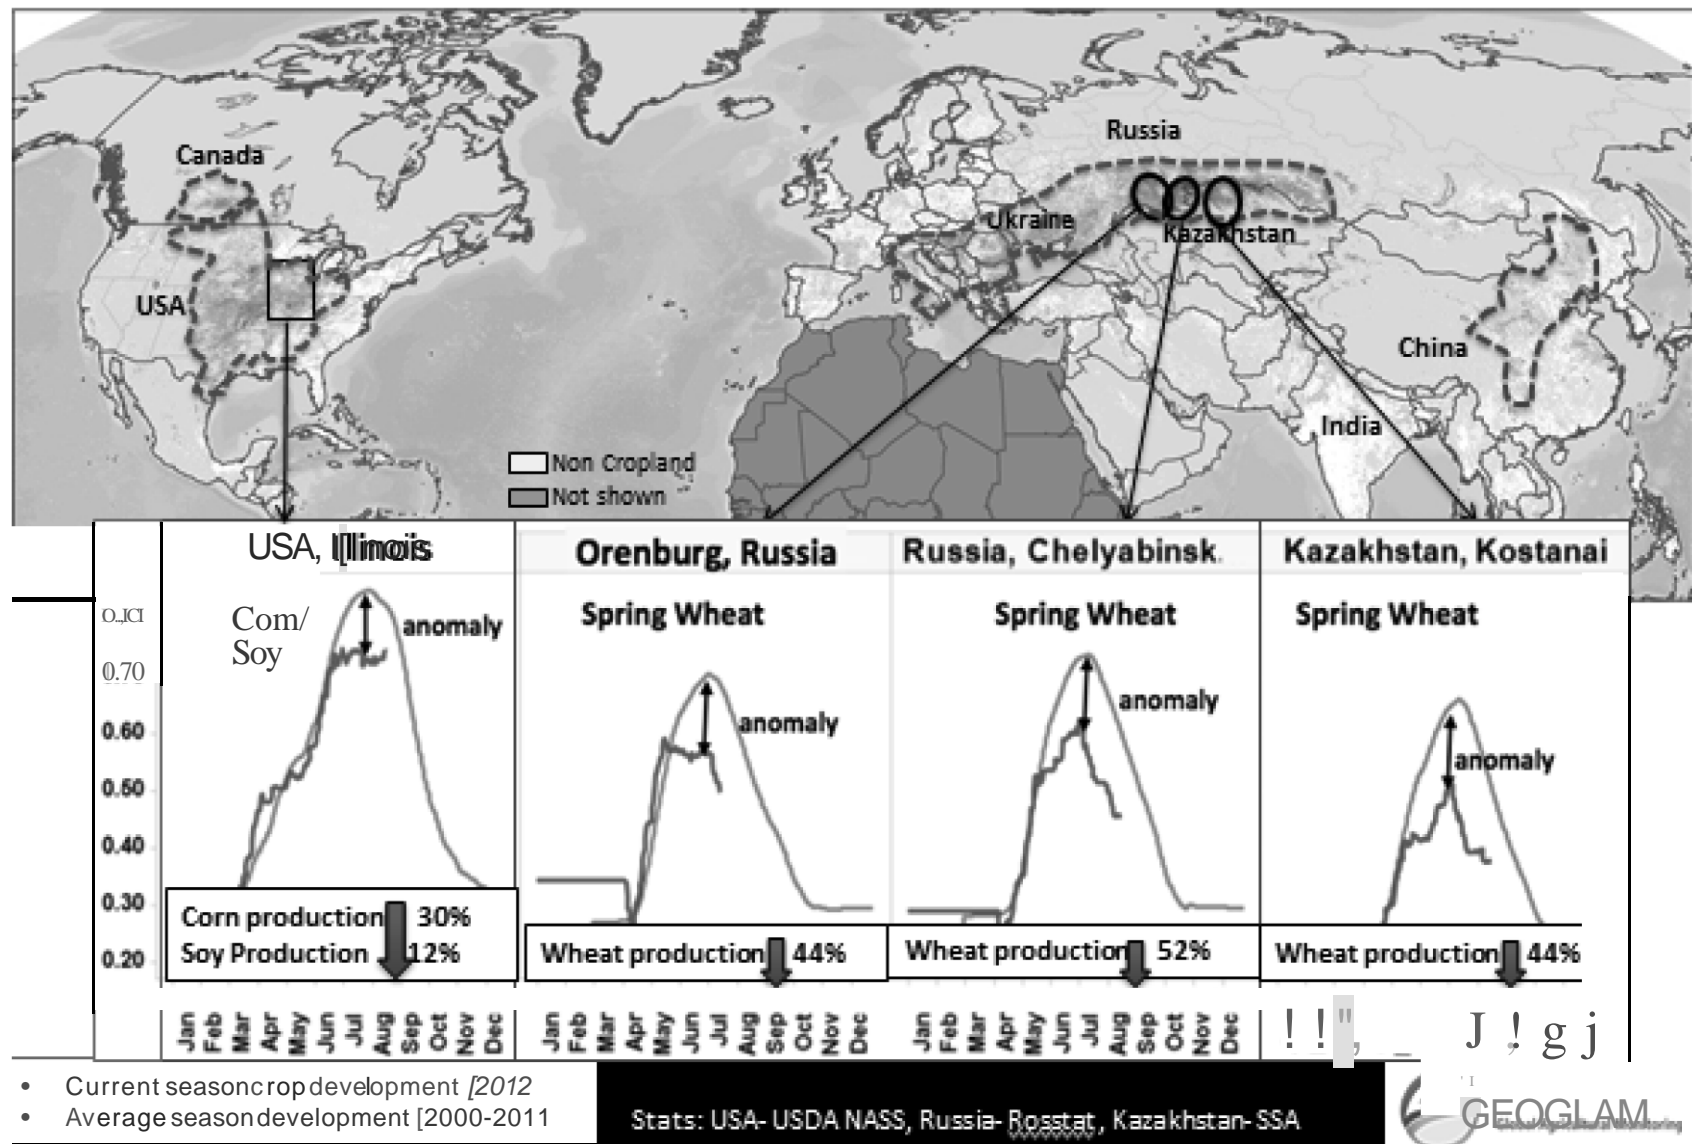 Russia
Canada
Ukraine
Kazakhstan
USA
China
India
Non Cropland
Not shown
USA, Illinois
Orenburg, Russia
Russia, Chelyabinsk.
Kazakhstan, Kostanai
Com/
Soy
anomaly
Spring Wheat
anomaly
Spring Wheat
anomaly
Spring Wheat
anomaly
0.70
0.60
0.50
0.40
0.30
0.20
Corn production 30%
Soy Production 12%
Wheat production 44%
Wheat production 52%
Wheat production 44%
Jan Feb Mar Apr May Jun Jul Aug Sep Oct Nov Dec
Jan Feb Mar Apr May Jun Jul Sep Oct Nov Dec
Jan Feb Mar Apr May Jun Jul Aug Sep Oct Nov Dec
! ! " , _ J ! g j
• Current season crop development [2012
• Average season development [2000-2011
Stats: USA- USDA NASS, Russia- Rosstat, Kazakhstan- SSA
GEOGLAM
Global Agricultural Monitoring